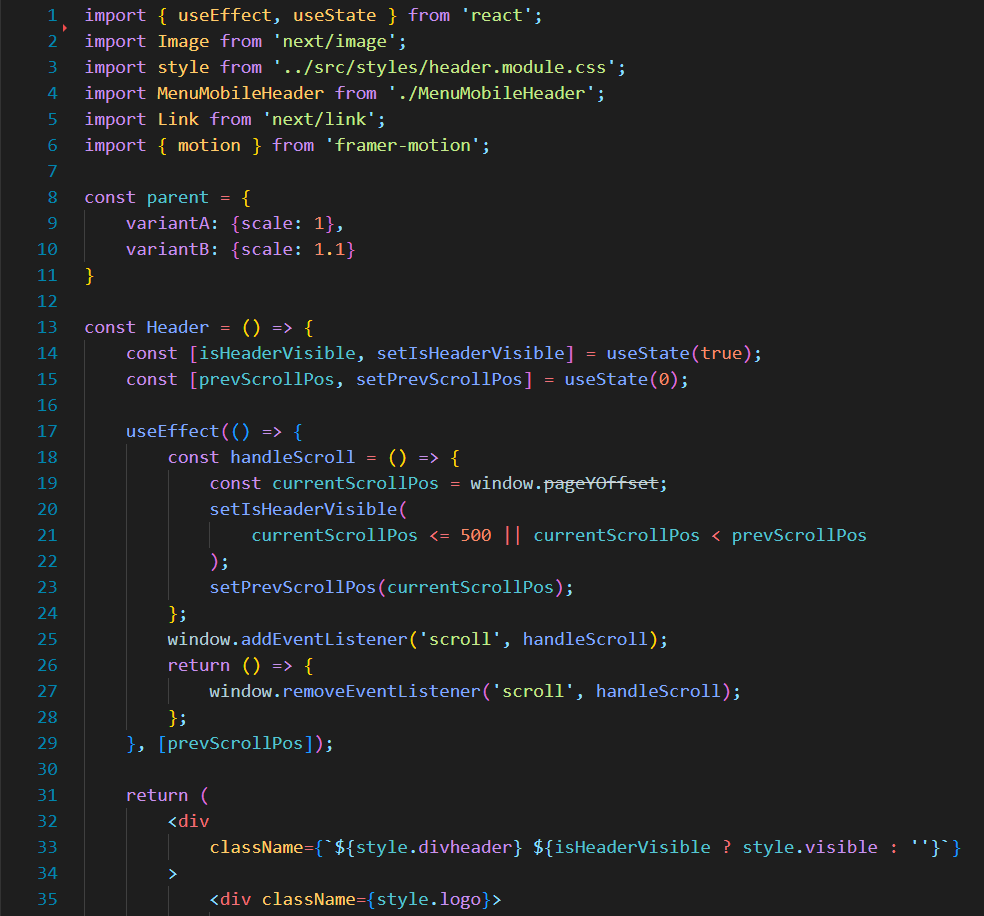 1 import { useEffect, useState } from 'react';
2 import Image from 'next/image';
3 import style from '../src/styles/header.module.css';
4 import MenuMobileHeader from './MenuMobileHeader';
5 import Link from 'next/link';
6 import { motion } from 'framer-motion';
7
8 const parent = {
9     variantA: {scale: 1},
10     variantB: {scale: 1.1}
11 }
12
13 const Header = () => {
14     const [isHeaderVisible, setIsHeaderVisible] = useState(true);
15     const [prevScrollPos, setPrevScrollPos] = useState(0);
16
17     useEffect(() => {
18         const handleScroll = () => {
19             const currentScrollPos = window.pageYOffset;
20             setIsHeaderVisible(
21                 currentScrollPos <= 500 || currentScrollPos < prevScrollPos
22             );
23             setPrevScrollPos(currentScrollPos);
24         };
25         window.addEventListener('scroll', handleScroll);
26         return () => {
27             window.removeEventListener('scroll', handleScroll);
28         };
29     }, [prevScrollPos]);
30
31     return (
32         <div
33             className={`${style.divheader} ${isHeaderVisible ? style.visible : ''}`}
34         >
35             <div className={style.logo}>